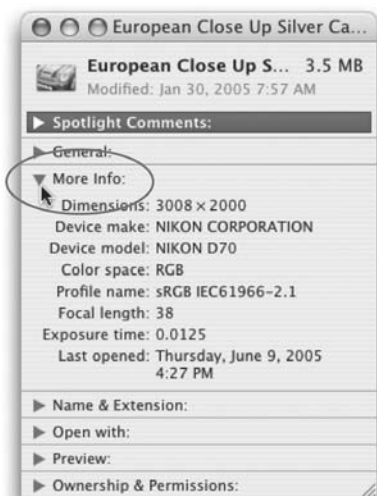 European Close Up Silver Ca...
European Close Up S... 3.5 MB
Modified: Jan 30, 2005 7:57 AM
Spotlight Comments:
General:
More Info:
Dimensions: 3008 × 2000
Device make: NIKON CORPORATION
Device model: NIKON D70
Color space: RGB
Profile name: sRGB IEC61966-2.1
Focal length: 38
Exposure time: 0.0125
Last opened: Thursday, June 9, 2005
4:27 PM
Name & Extension:
Open with:
Preview:
Ownership & Permissions: